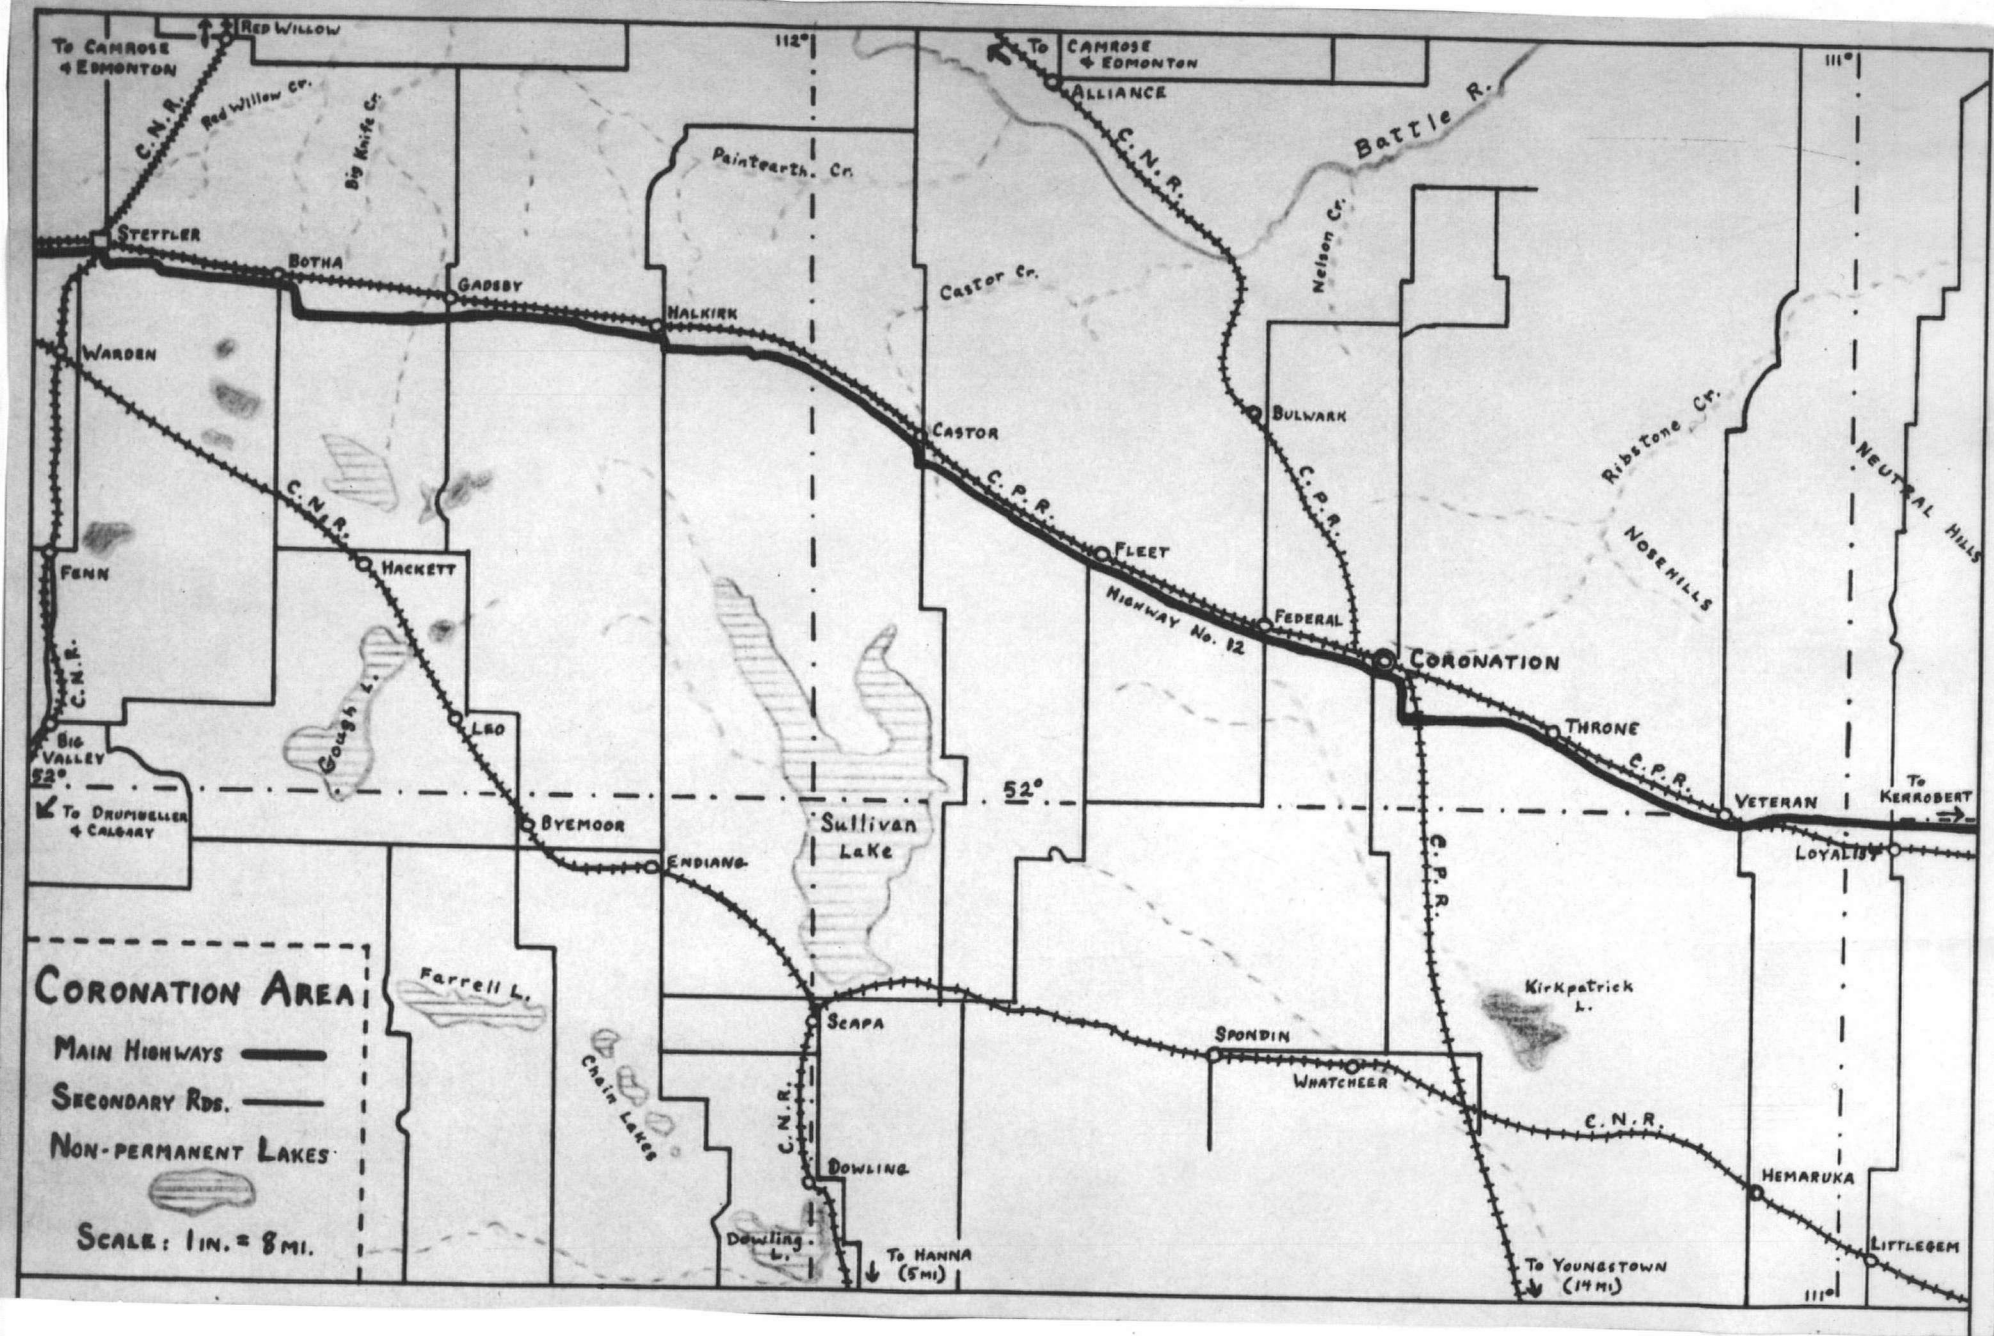 RED WILLOW
To CAMROSE
& EDMONTON
112°
To CAMROSE
& EDMONTON
111°
ALLIANCE
C.N.R.
Red Willow Cr.
Big Knife Cr.
Paintearth. Cr.
C.N.R.
Battle R.
Nelson Cr.
STETTLER
BOTHA
GADSBY
HALKIRK
Castor Cr.
WARDEN
CASTOR
BULWARK
Ribstone Cr.
NEUTRAL HILLS
C.N.R.
C.P.R.
C.P.R.
NOSEHILLS
FENN
HACKETT
FLEET
HIGHWAY No. 12
FEDERAL
CORONATION
C.N.R.
Gough L.
LEO
THRONE
C.P.R.
BIG
VALLEY
52°
52°
To DRUMHELLER
& CALGARY
BYEMOOR
Sullivan
Lake
VETERAN
To
KERROBERT
LOYALIST
ENDIANG
C.P.R.
CORONATION AREA
MAIN HIGHWAYS
SECONDARY RDS.
NON-PERMANENT LAKES
SCALE: 1 IN. = 8 MI.
Farrell L.
Chain Lakes
SCAPA
C.N.R.
DOWLING
Dowling
L.
To HANNA
(5 MI)
SPONDIN
WHATCHEER
Kirkpatrick
L.
C.N.R.
HEMARUKA
LITTLEGEM
To YOUNGSTOWN
(14 MI)
111°